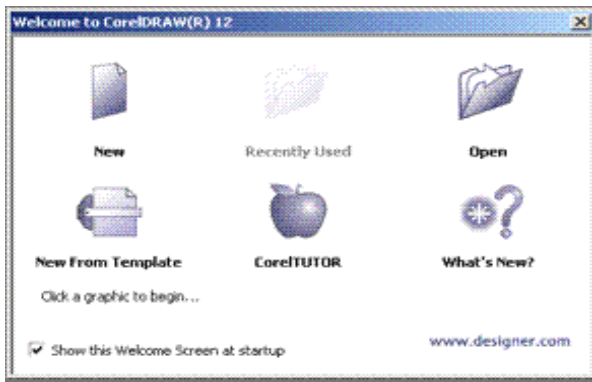 Welcome to CorelDRAW(R) 12
New
Recently Used
Open
New From Template
CorelTUTOR
What's New?
Click a graphic to begin...
Show this Welcome Screen at startup
www.designer.com